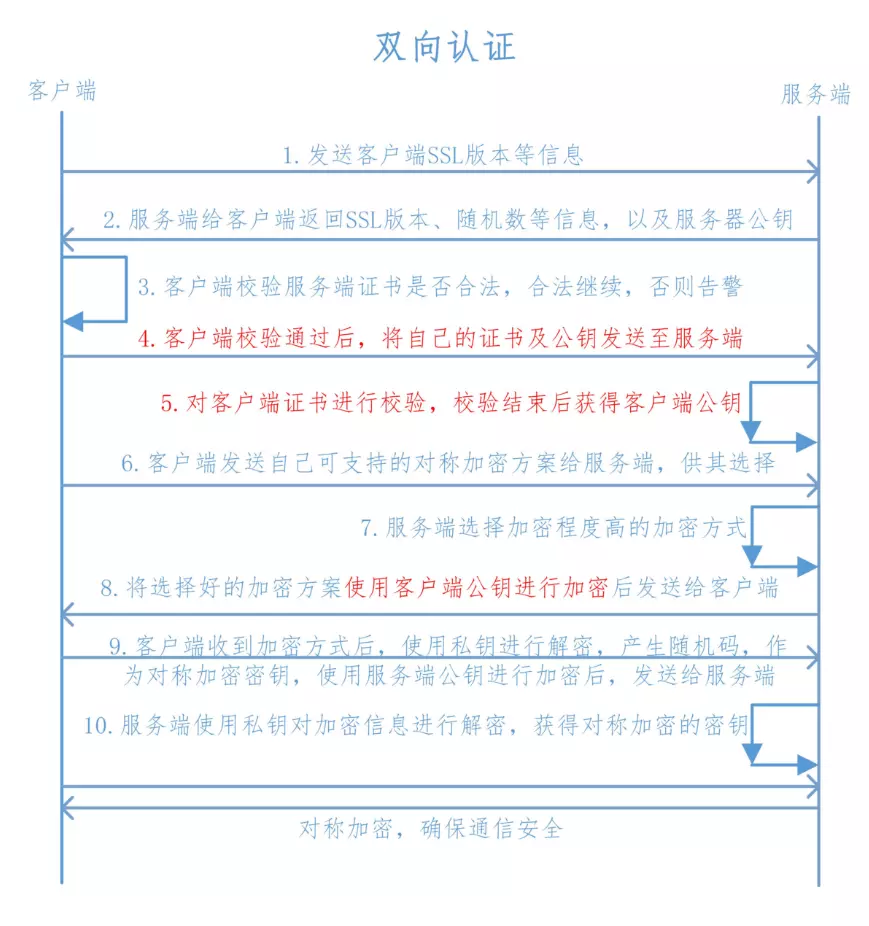 双向认证
客户端
服务端
1.发送客户端SSL版本等信息
2.服务端给客户端返回SSL版本、随机数等信息，以及服务器公钥
3.客户端校验服务端证书是否合法，合法继续，否则告警
4.客户端校验通过后，将自己的证书及公钥发送至服务端
5.对客户端证书进行校验，校验结束后获得客户端公钥
6.客户端发送自己可支持的对称加密方案给服务端，供其选择
7.服务端选择加密程度高的加密方式
8.将选择好的加密方案使用客户端公钥进行加密后发送给客户端
9.客户端收到加密方式后，使用私钥进行解密，产生随机码，作
为对称加密密钥，使用服务端公钥进行加密后，发送给服务端
10.服务端使用私钥对加密信息进行解密，获得对称加密的密钥
对称加密，确保通信安全